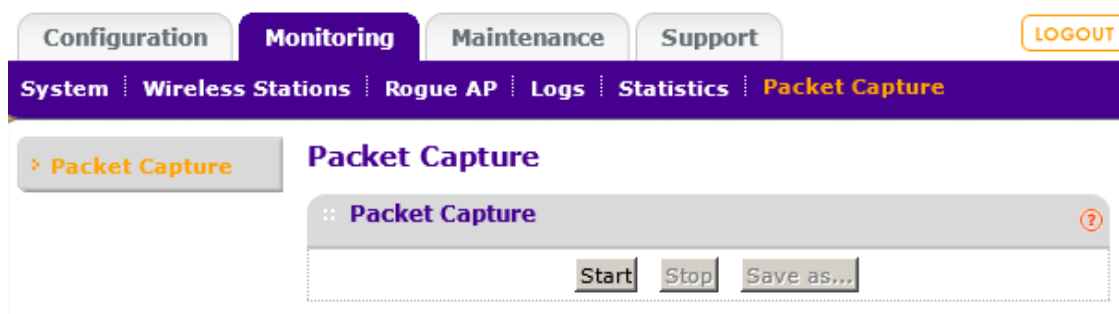 Configuration Monitoring Maintenance Support LOGOUT
System Wireless Stations Rogue AP Logs Statistics Packet Capture
Packet Capture
Packet Capture
Packet Capture ?
Start Stop Save as...